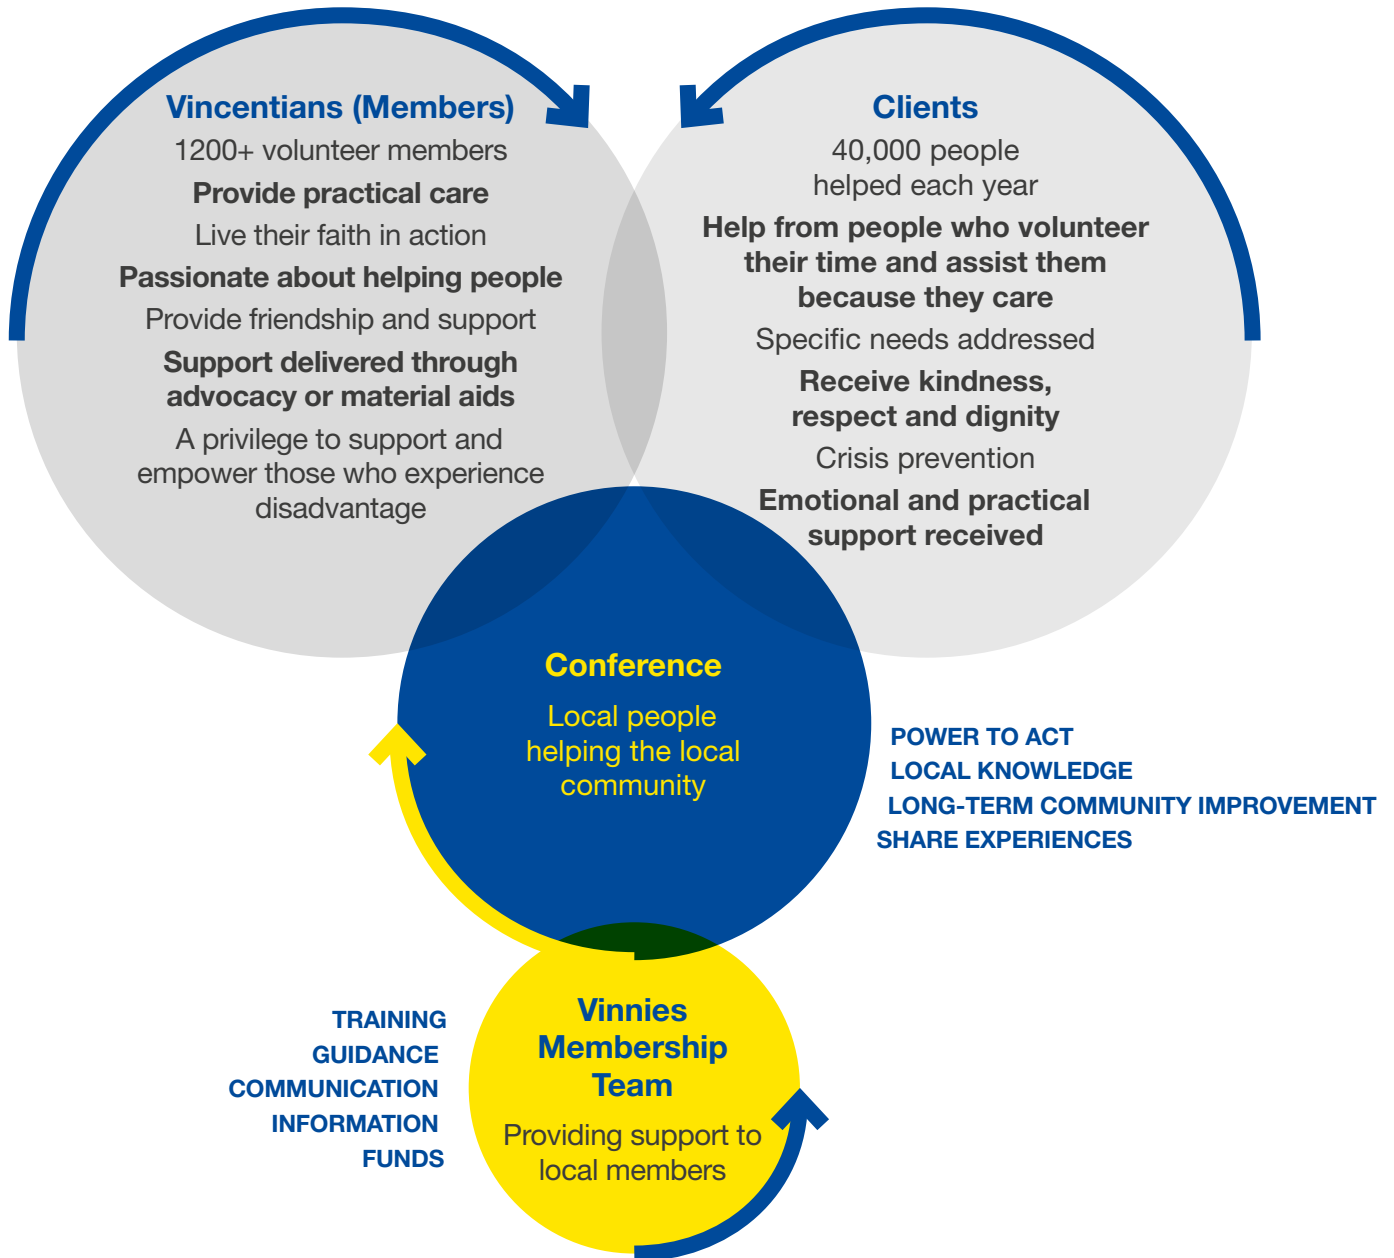 Vincentians (Members)
1200+ volunteer members
Provide practical care
Live their faith in action
Passionate about helping people
Provide friendship and support
Support delivered through
advocacy or material aids
A privilege to support and
empower those who experience
disadvantage
Clients
40,000 people
helped each year
Help from people who volunteer
their time and assist them
because they care
Specific needs addressed
Receive kindness,
respect and dignity
Crisis prevention
Emotional and practical
support received
Conference
Local people
helping the local
community
POWER TO ACT
LOCAL KNOWLEDGE
LONG-TERM COMMUNITY IMPROVEMENT
SHARE EXPERIENCES
TRAINING
GUIDANCE
COMMUNICATION
INFORMATION
FUNDS
Vinnies
Membership
Team
Providing support to
local members